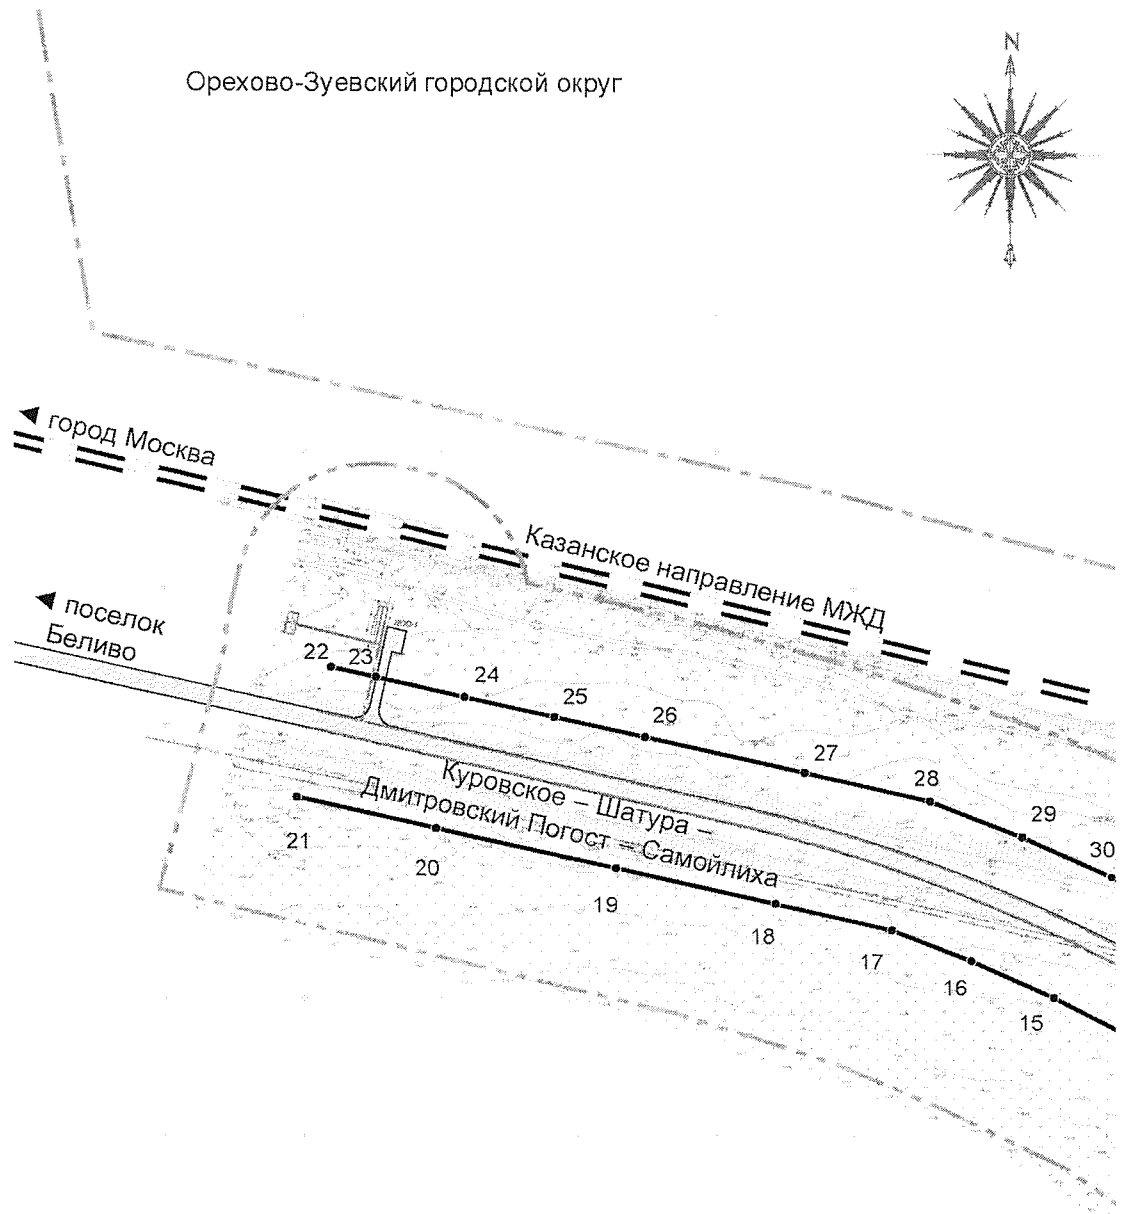 N
Орехово-Зуевский городской округ
город Москва
Казанское направление МЖД
поселок
Беливо
22
23
24
25
26
27
28
29
30
Куровское – Шатура –
Дмитровский Погост – Самойлиха
21
20
19
18
17
16
15